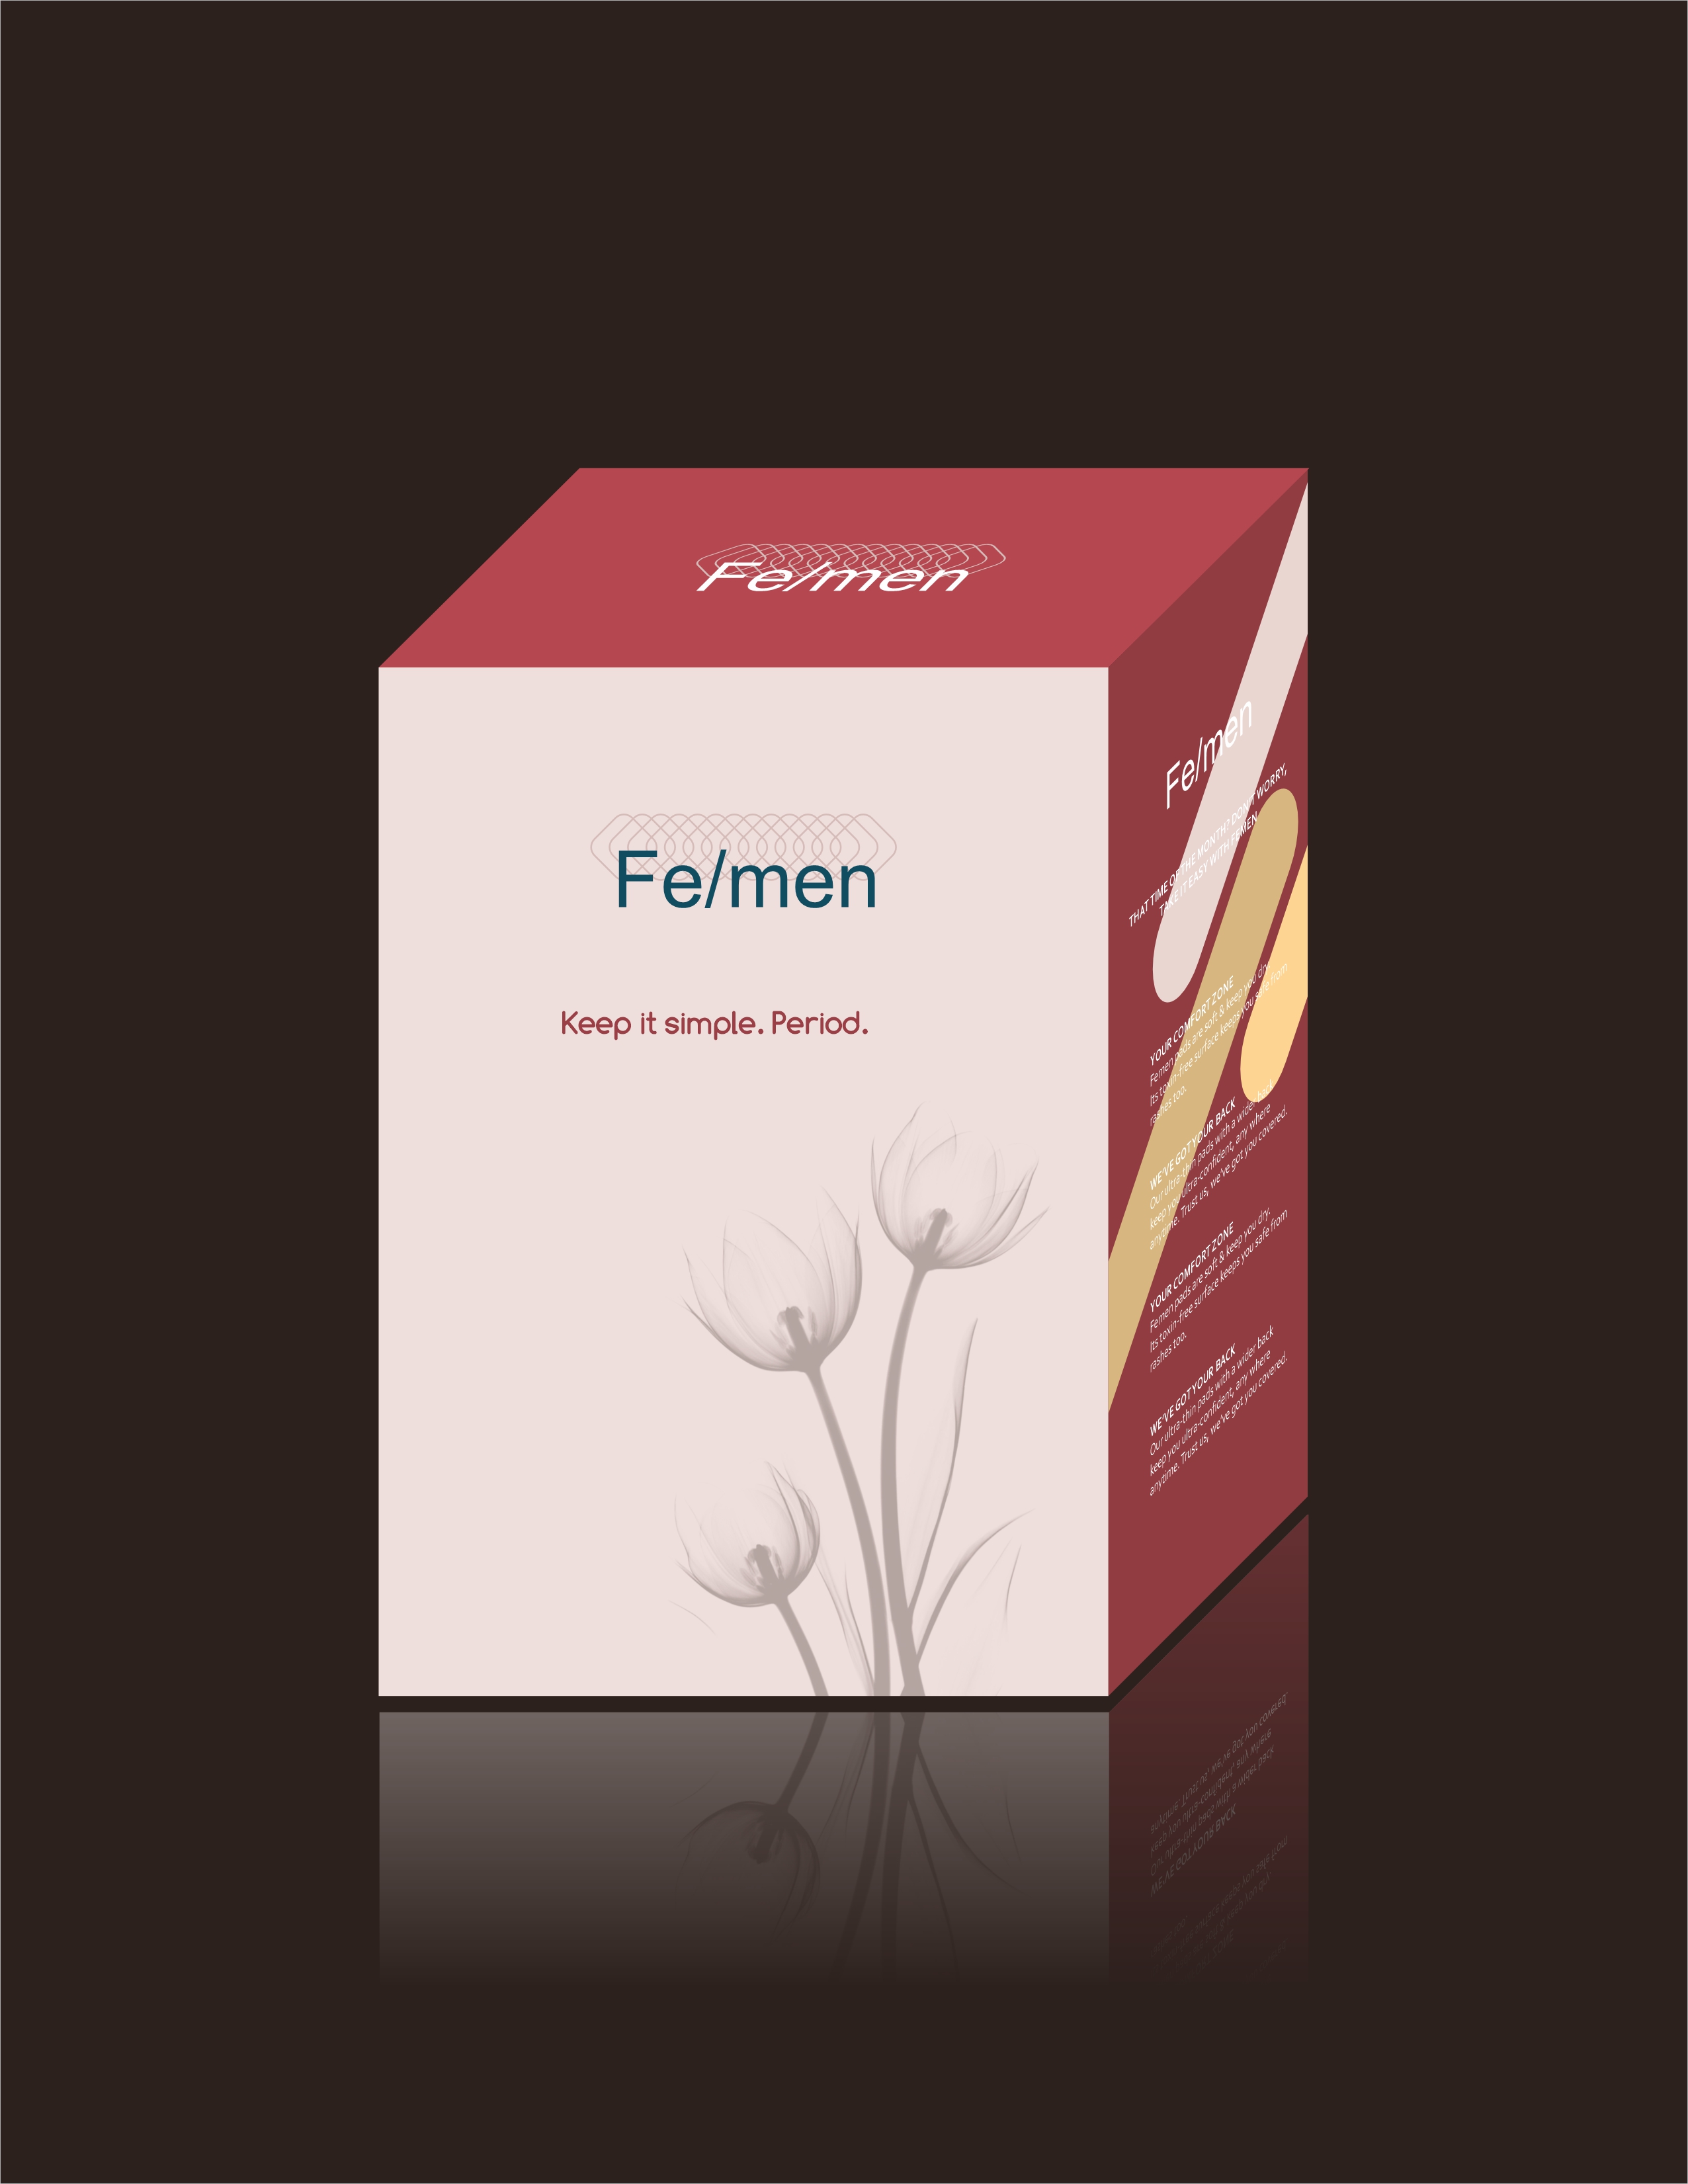 Fe/men
Fe/men
Keep it simple. Period.
Fe/men
THAT TIME OF THE MONTH? DON'T WORRY,
TAKE IT EASY WITH FEMEN
YOUR COMFORT ZONE
Femen pads are soft & keep you dry.
Its toxin-free surface keeps you safe from
rashes too.
WE'VE GOT YOUR BACK
Our ultra-thin pads with a wider back
keep you ultra-confident, any where
anytime. Trust us, we've got you covered.
YOUR COMFORT ZONE
Femen pads are soft & keep you dry.
Its toxin-free surface keeps you safe from
rashes too.
WE'VE GOT YOUR BACK
Our ultra-thin pads with a wider back
keep you ultra-confident, any where
anytime. Trust us, we've got you covered.